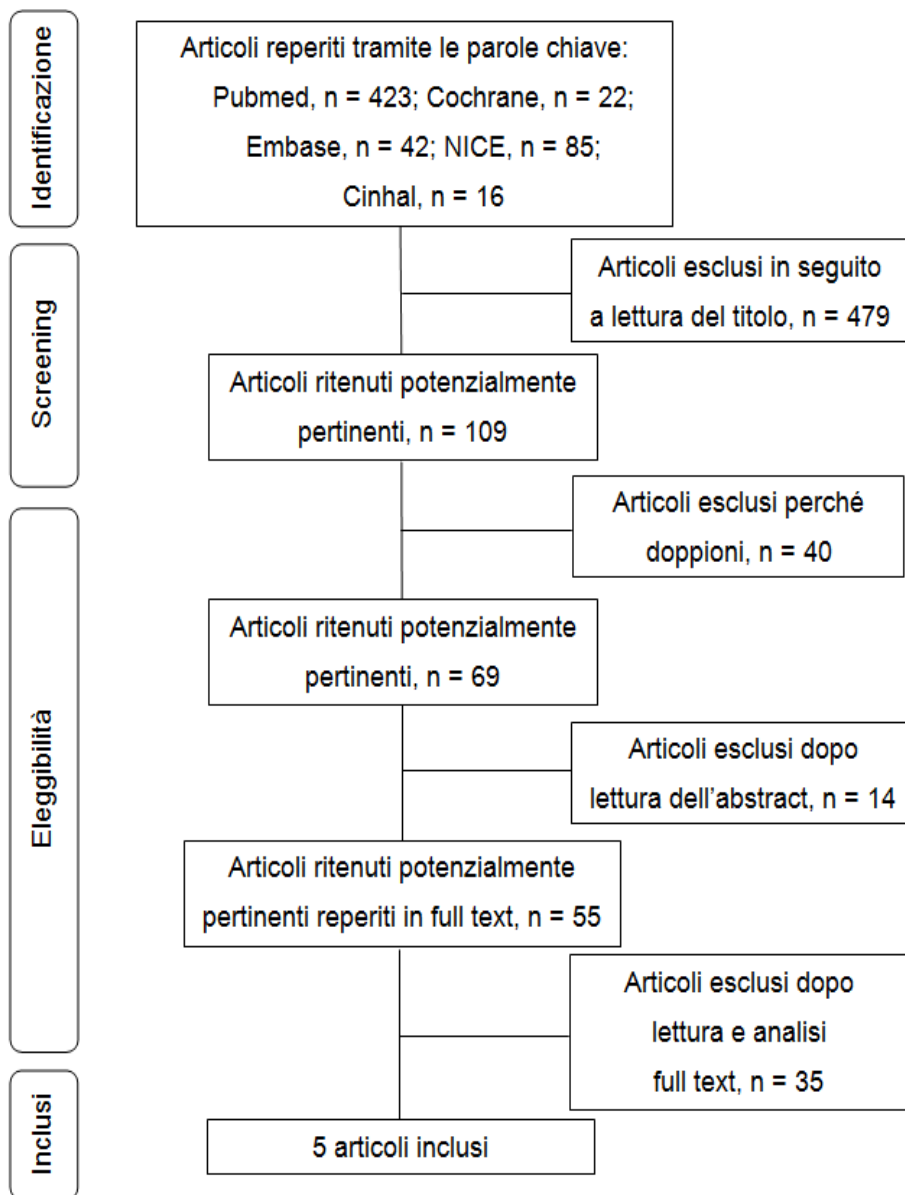 Identificazione
Articoli reperiti tramite le parole chiave:
Pubmed, n = 423; Cochrane, n = 22;
Embase, n = 42; NICE, n = 85;
Cinhal, n = 16
Screening
Articoli esclusi in seguito
a lettura del titolo, n = 479
Articoli ritenuti potenzialmente
pertinenti, n = 109
Eleggibilità
Articoli esclusi perché
doppioni, n = 40
Articoli ritenuti potenzialmente
pertinenti, n = 69
Articoli esclusi dopo
lettura dell'abstract, n = 14
Articoli ritenuti potenzialmente
pertinenti reperiti in full text, n = 55
Articoli esclusi dopo
lettura e analisi
full text, n = 35
Inclusi
5 articoli inclusi